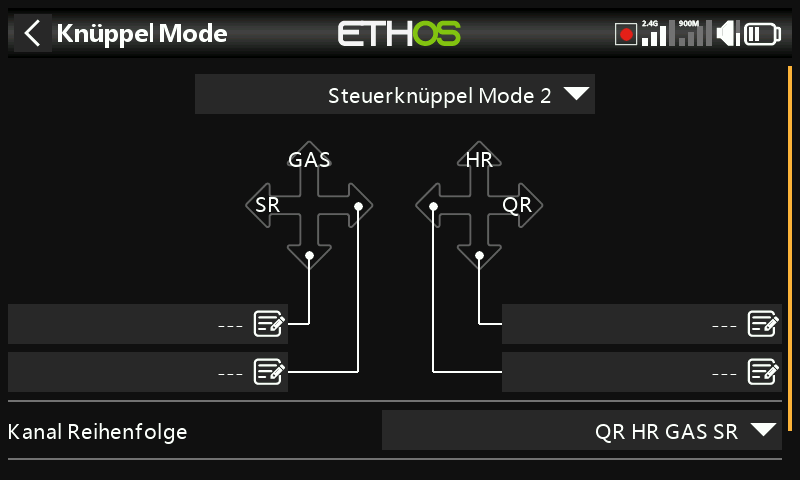 Knüppel Mode
ETHOS
2.4G
900M
Steuerknüppel Mode 2
GAS
HR
SR
QR
---
---
---
---
Kanal Reihenfolge
QR HR GAS SR